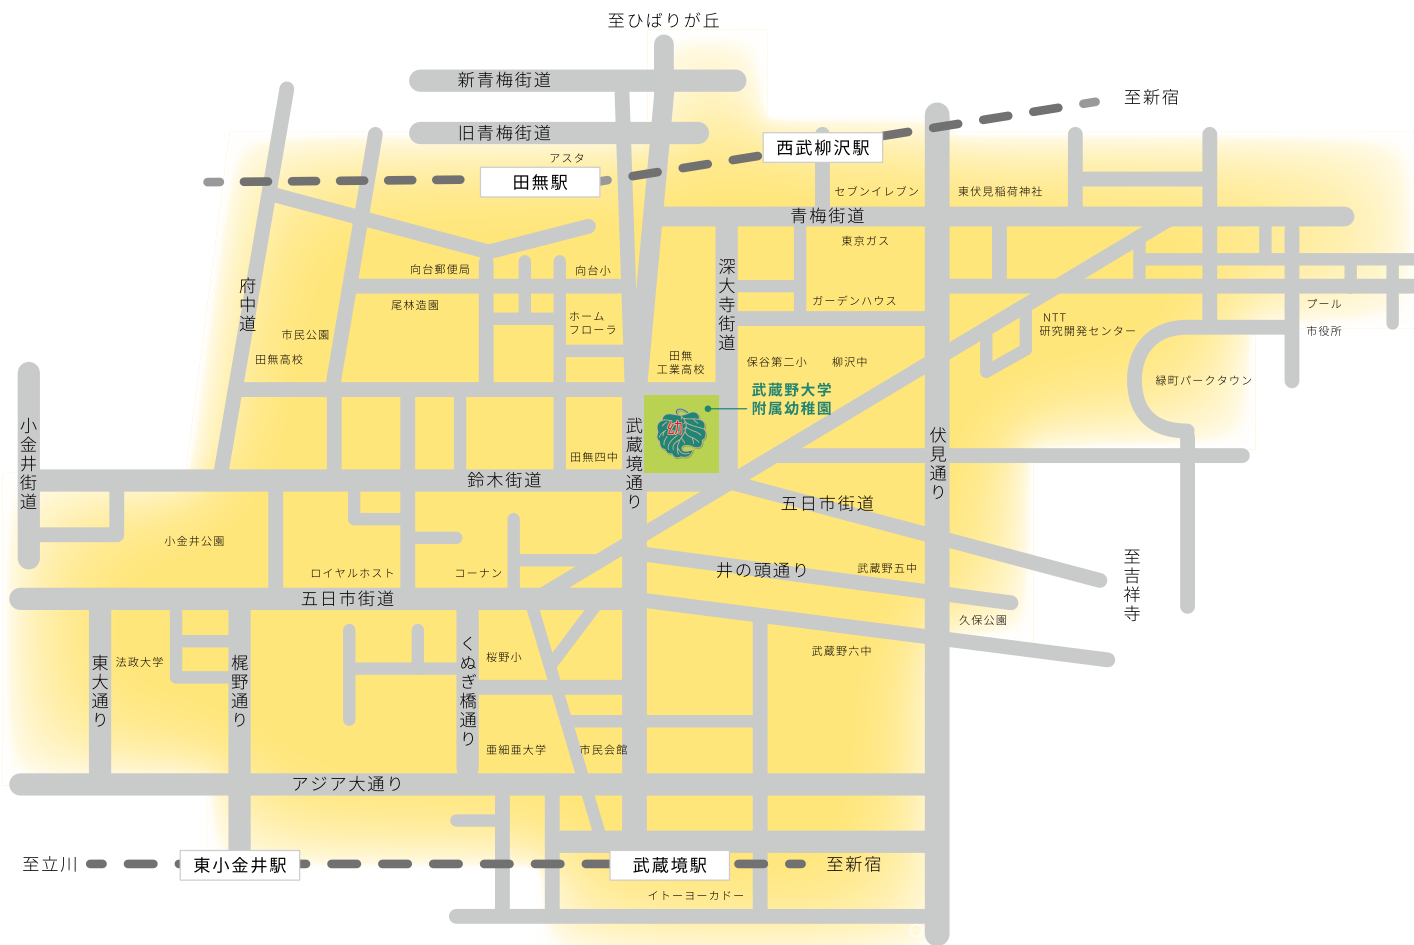 至ひばりが丘
新青梅街道
至新宿
旧青梅街道
西武柳沢駅
アスタ
田無駅
セブンイレブン
東伏見稲荷神社
青梅街道
東京ガス
向台郵便局
向台小
深大寺街道
府中道
尾林造園
ガーデンハウス
プール
ホーム
フローラ
NTT
研究開発センター
市役所
市民公園
田無高校
田無
工業高校
保谷第二小
柳沢中
緑町パークタウン
武蔵野大学
附属幼稚園
幼
小金井街道
武蔵境通り
伏見通り
田無四中
鈴木街道
五日市街道
小金井公園
ロイヤルホスト
コーナン
井の頭通り
武蔵野五中
至吉祥寺
五日市街道
久保公園
東大通り
法政大学
梶野通り
くぬぎ橋通り
桜野小
武蔵野六中
亜細亜大学
市民会館
アジア大通り
至立川
東小金井駅
武蔵境駅
至新宿
イトーヨーカドー